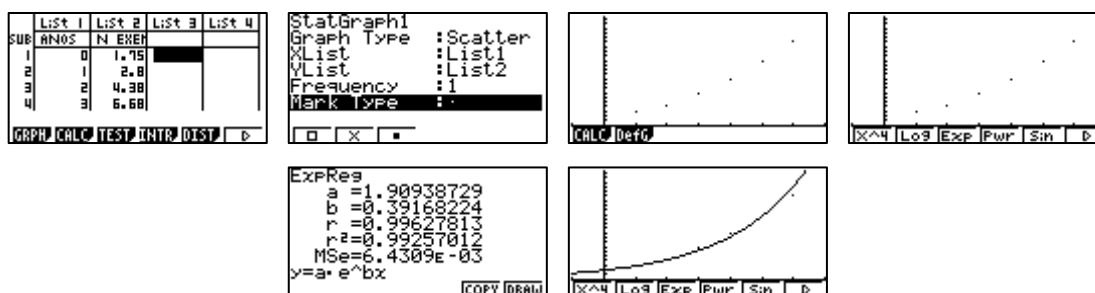 LiSt 1 LiSt 2 LiSt 3 LiSt 4
SUB ANOS N EXEM
1 0 1.75
2 1 2.8
3 2 4.38
4 3 6.68
GRPH CALC TEST INTR DIST ▷
StatGraph1
Graph Type :Scatter
XList :List1
YList :List2
Frequency :1
Mark Type :·
□ X ▪
CALC DefG
X^4 Log Exp Pwr Sin ▷
ExpReg
a =1.90938729
b =0.39168224
r =0.99627813
r²=0.99257012
MSe=6.4309E-03
y=a·e^bx
COPY DRAW
X^4 Log Exp Pwr Sin ▷